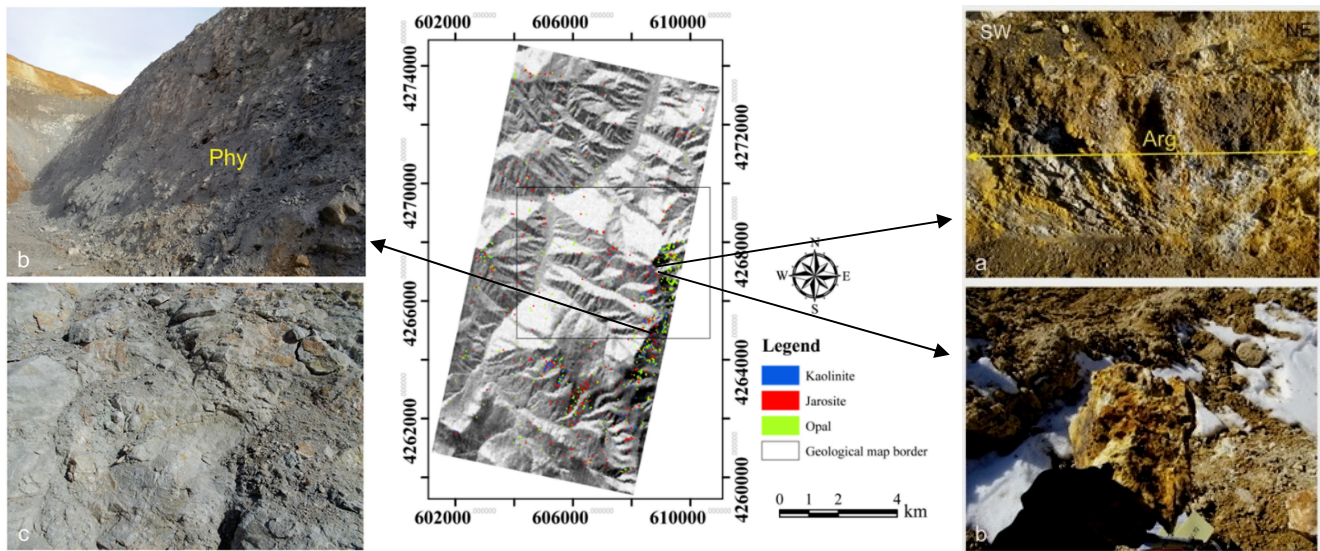 Phy
b
c
602000
606000
610000
4274000
4270000
4266000
4262000
4272000
4268000
4264000
4260000
602000
606000
610000
N
W
E
S
Legend
Kaolinite
Jarosite
Opal
Geological map border
0 1 2 4
km
SW
NE
Arg
a
b